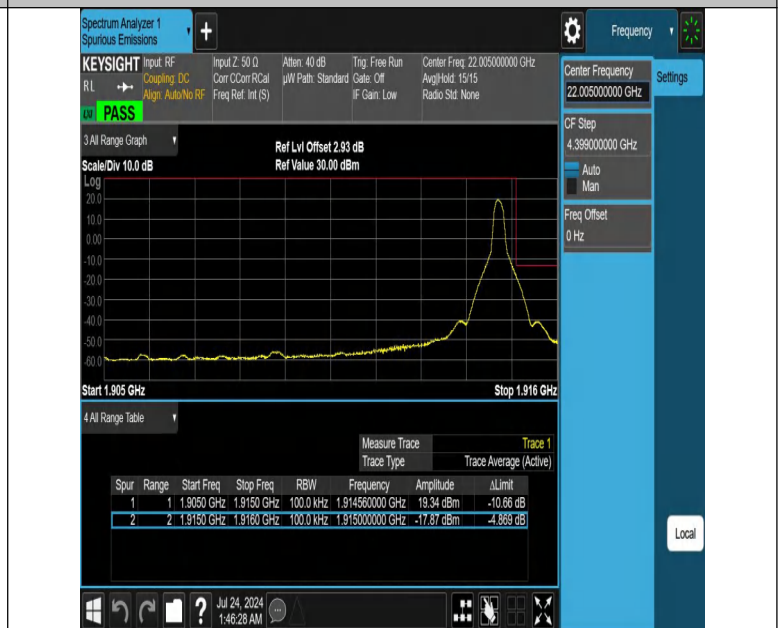 Spectrum Analyzer 1
Spurious Emissions
+
Frequency
KEYSIGHT
Input: RF
Input Z: 50 Ω
Atten: 40 dB
Trig: Free Run
Center Freq: 22.005000000 GHz
RL
Coupling: DC
Corr CCorr RCal
µW Path: Standard
Gate: Off
Avg|Hold: 15/15
Align: Auto/No RF
Freq Ref: Int (S)
IF Gain: Low
Radio Std: None
PASS
Center Frequency
22.005000000 GHz
Settings
CF Step
4.399000000 GHz
Auto
Man
Freq Offset
0 Hz
3 All Range Graph
Ref Lvl Offset 2.93 dB
Scale/Div 10.0 dB
Ref Value 30.00 dBm
Log
20.0
10.0
0.00
-10.0
-20.0
-30.0
-40.0
-50.0
-60.0
Start 1.905 GHz
Stop 1.916 GHz
4 All Range Table
Measure Trace
Trace 1
Trace Type
Trace Average (Active)
Spur Range Start Freq Stop Freq RBW Frequency Amplitude ΔLimit
1 1 1.9050 GHz 1.9150 GHz 100.0 kHz 1.914560000 GHz 19.34 dBm -10.66 dB
2 2 1.9150 GHz 1.9160 GHz 100.0 kHz 1.915000000 GHz -17.87 dBm -4.869 dB
Local
?
Jul 24, 2024
1:46:28 AM